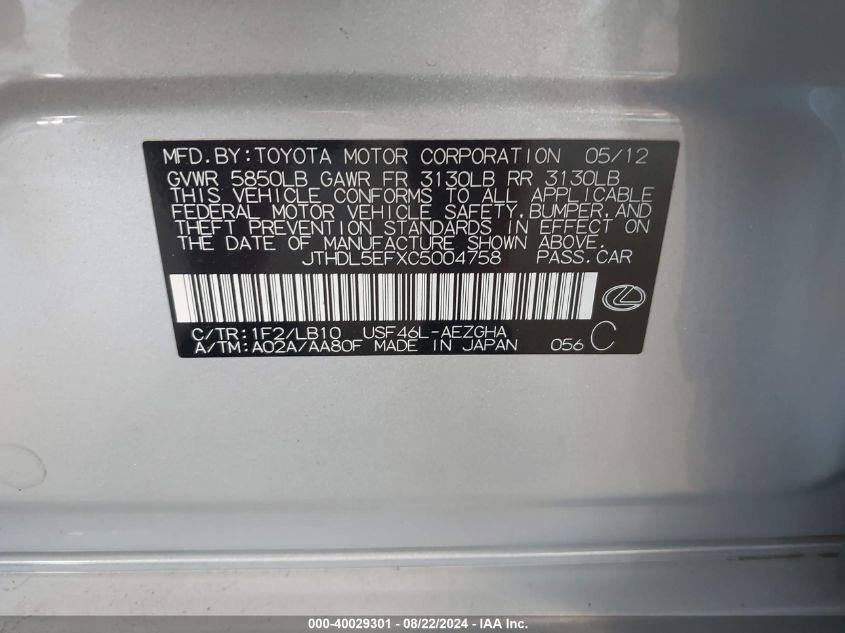 MFD.BY:TOYOTA MOTOR CORPORATION 05/12
GVWR 5850LB GAWR FR 3130LB RR 3130LB
THIS VEHICLE CONFORMS TO ALL APPLICABLE
FEDERAL MOTOR VEHICLE SAFETY,BUMPER,AND
THEFT PREVENTION STANDARDS IN EFFECT ON
THE DATE OF MANUFACTURE SHOWN ABOVE.
JTHDL5EFXC5004758 PASS.CAR
C/TR:1F2/LB10 USF46L-AEZGHA
A/TM:A02A/AA80F MADE IN JAPAN 056 C
000-40029301 - 08/22/2024 - IAA Inc.